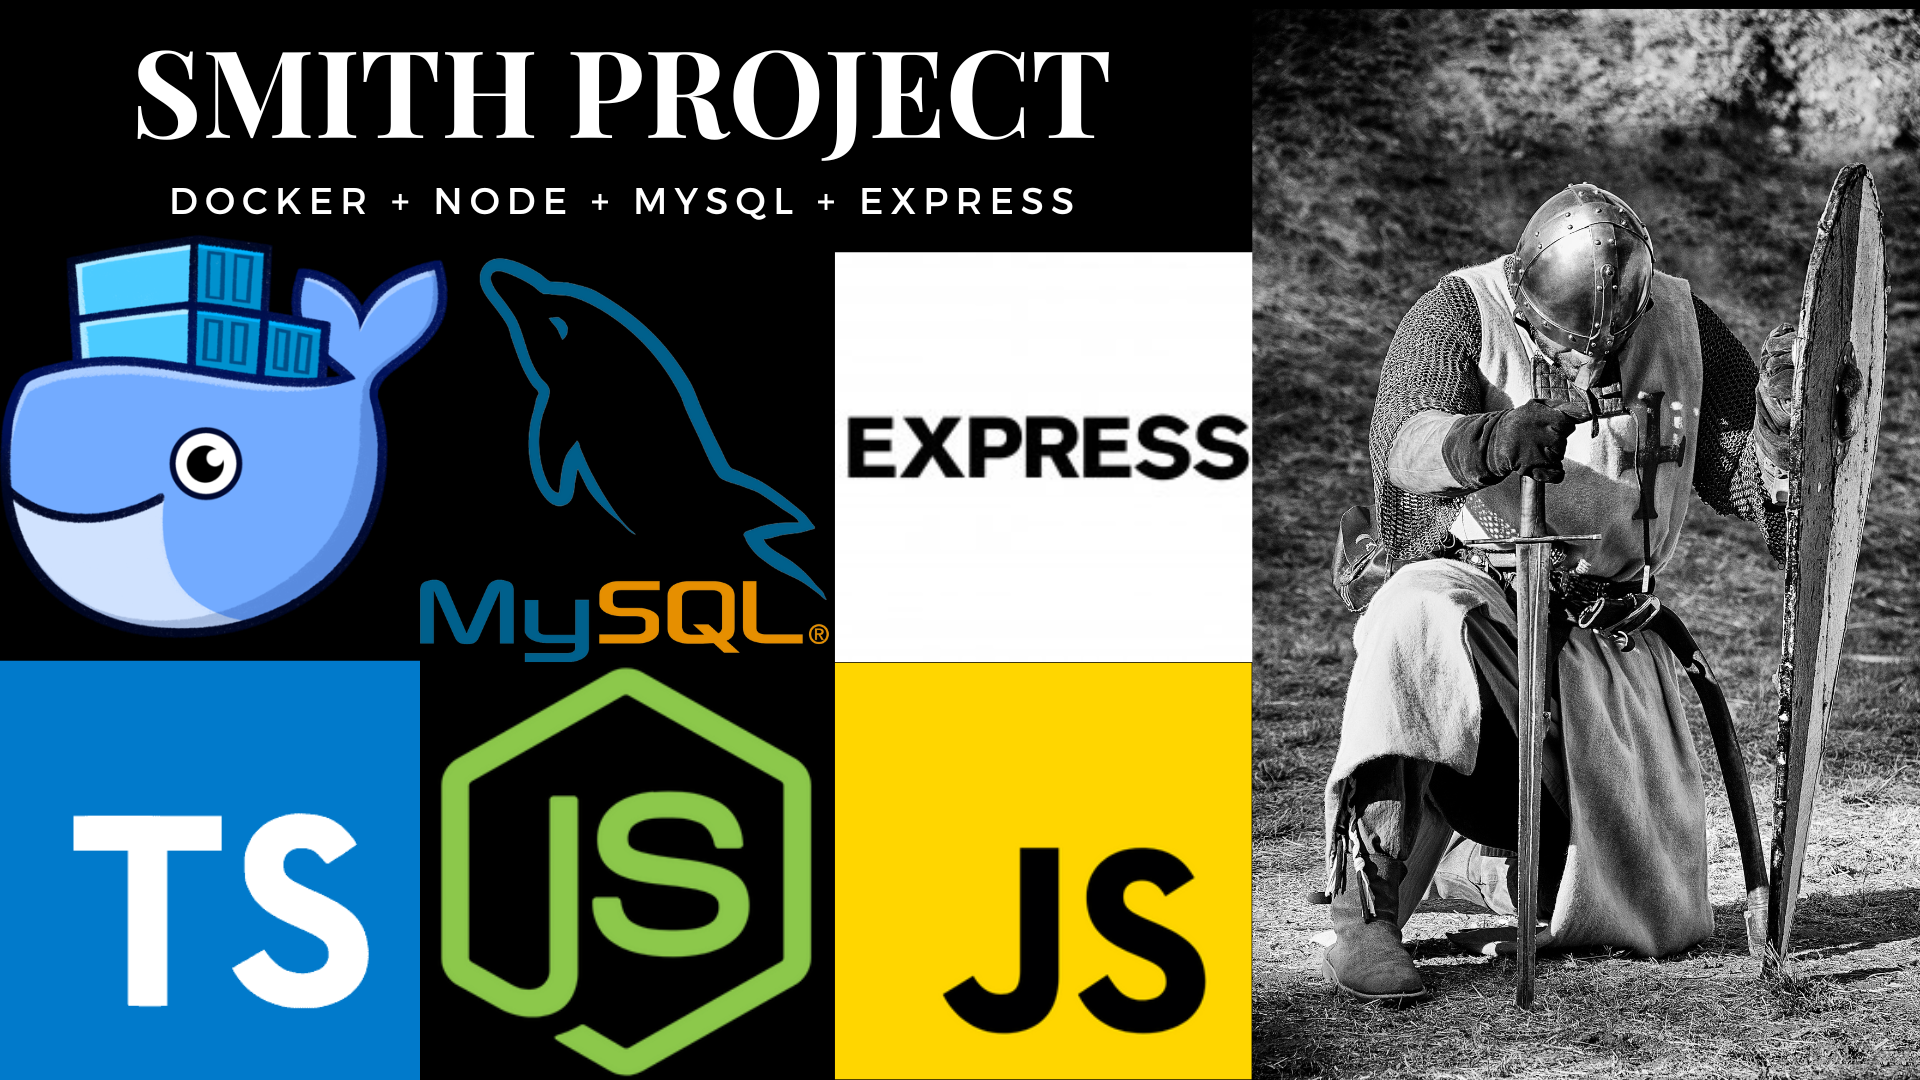 SMITH PROJECT
DOCKER + NODE + MYSQL + EXPRESS
MySQL®
EXPRESS
TS
JS
JS